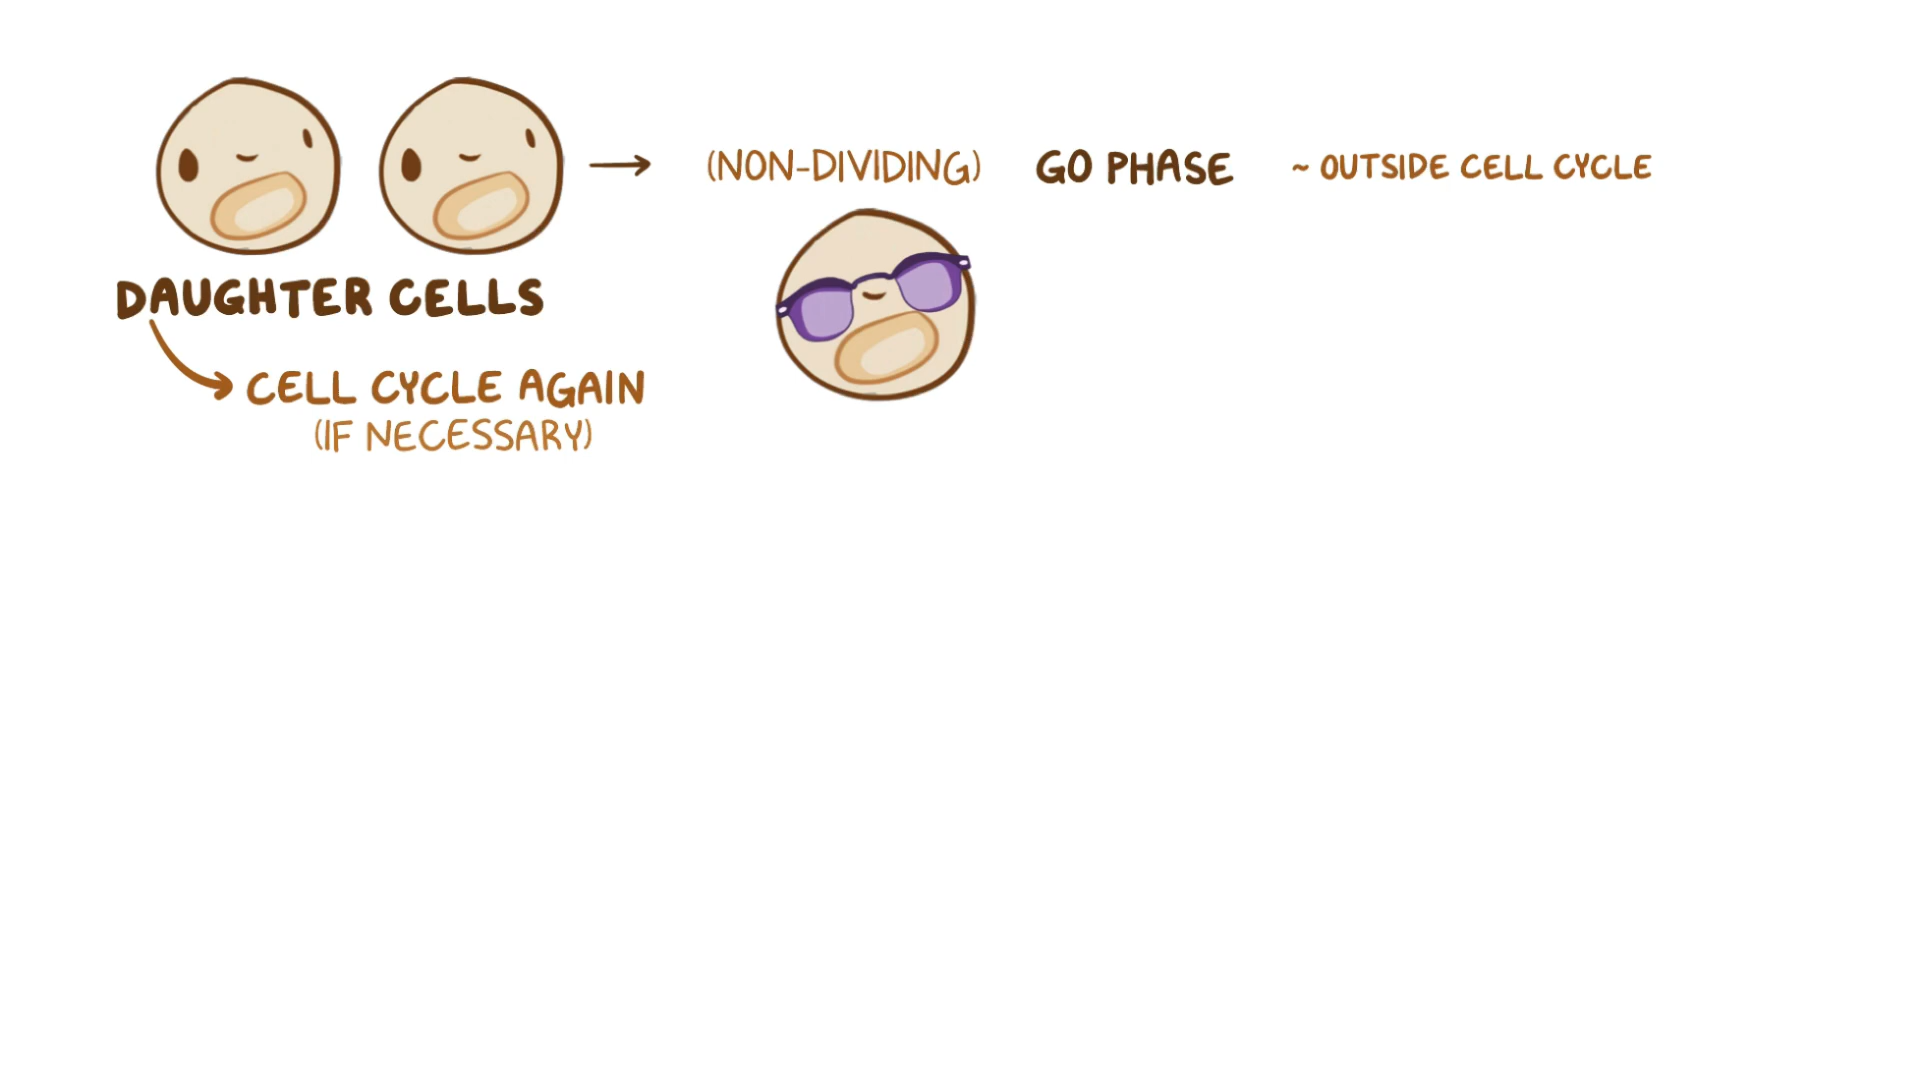 (NON-DIVIDING) GO PHASE ~ OUTSIDE CELL CYCLE
DAUGHTER CELLS
CELL CYCLE AGAIN
(IF NECESSARY)